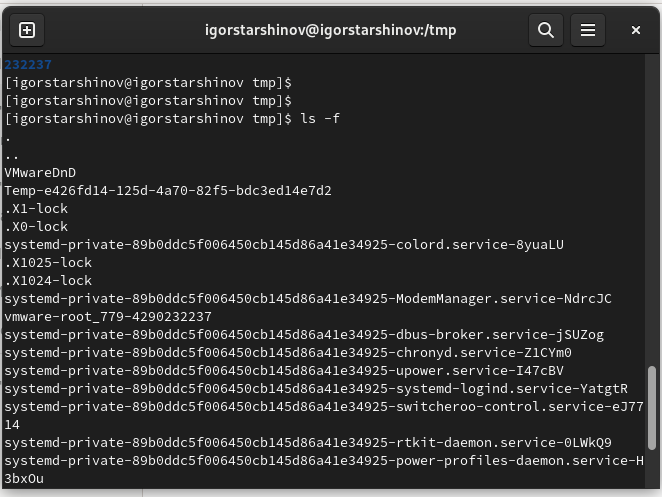 igorstarshinov@igorstarshinov:/tmp
232237
[igorstarshinov@igorstarshinov tmp]$
[igorstarshinov@igorstarshinov tmp]$
[igorstarshinov@igorstarshinov tmp]$ ls -f
.
..
VMwareDnD
Temp-e426fd14-125d-4a70-82f5-bdc3ed14e7d2
.X1-lock
.X0-lock
systemd-private-89b0ddc5f006450cb145d86a41e34925-colord.service-8yuaLU
.X1025-lock
.X1024-lock
systemd-private-89b0ddc5f006450cb145d86a41e34925-ModemManager.service-NdrcJC
vmware-root_779-4290232237
systemd-private-89b0ddc5f006450cb145d86a41e34925-dbus-broker.service-jSUZog
systemd-private-89b0ddc5f006450cb145d86a41e34925-chronyd.service-Z1CYm0
systemd-private-89b0ddc5f006450cb145d86a41e34925-upower.service-I47cBV
systemd-private-89b0ddc5f006450cb145d86a41e34925-systemd-logind.service-YatgtR
systemd-private-89b0ddc5f006450cb145d86a41e34925-switcheroo-control.service-eJ77
14
systemd-private-89b0ddc5f006450cb145d86a41e34925-rtkit-daemon.service-0LWkQ9
systemd-private-89b0ddc5f006450cb145d86a41e34925-power-profiles-daemon.service-H
3bxOu